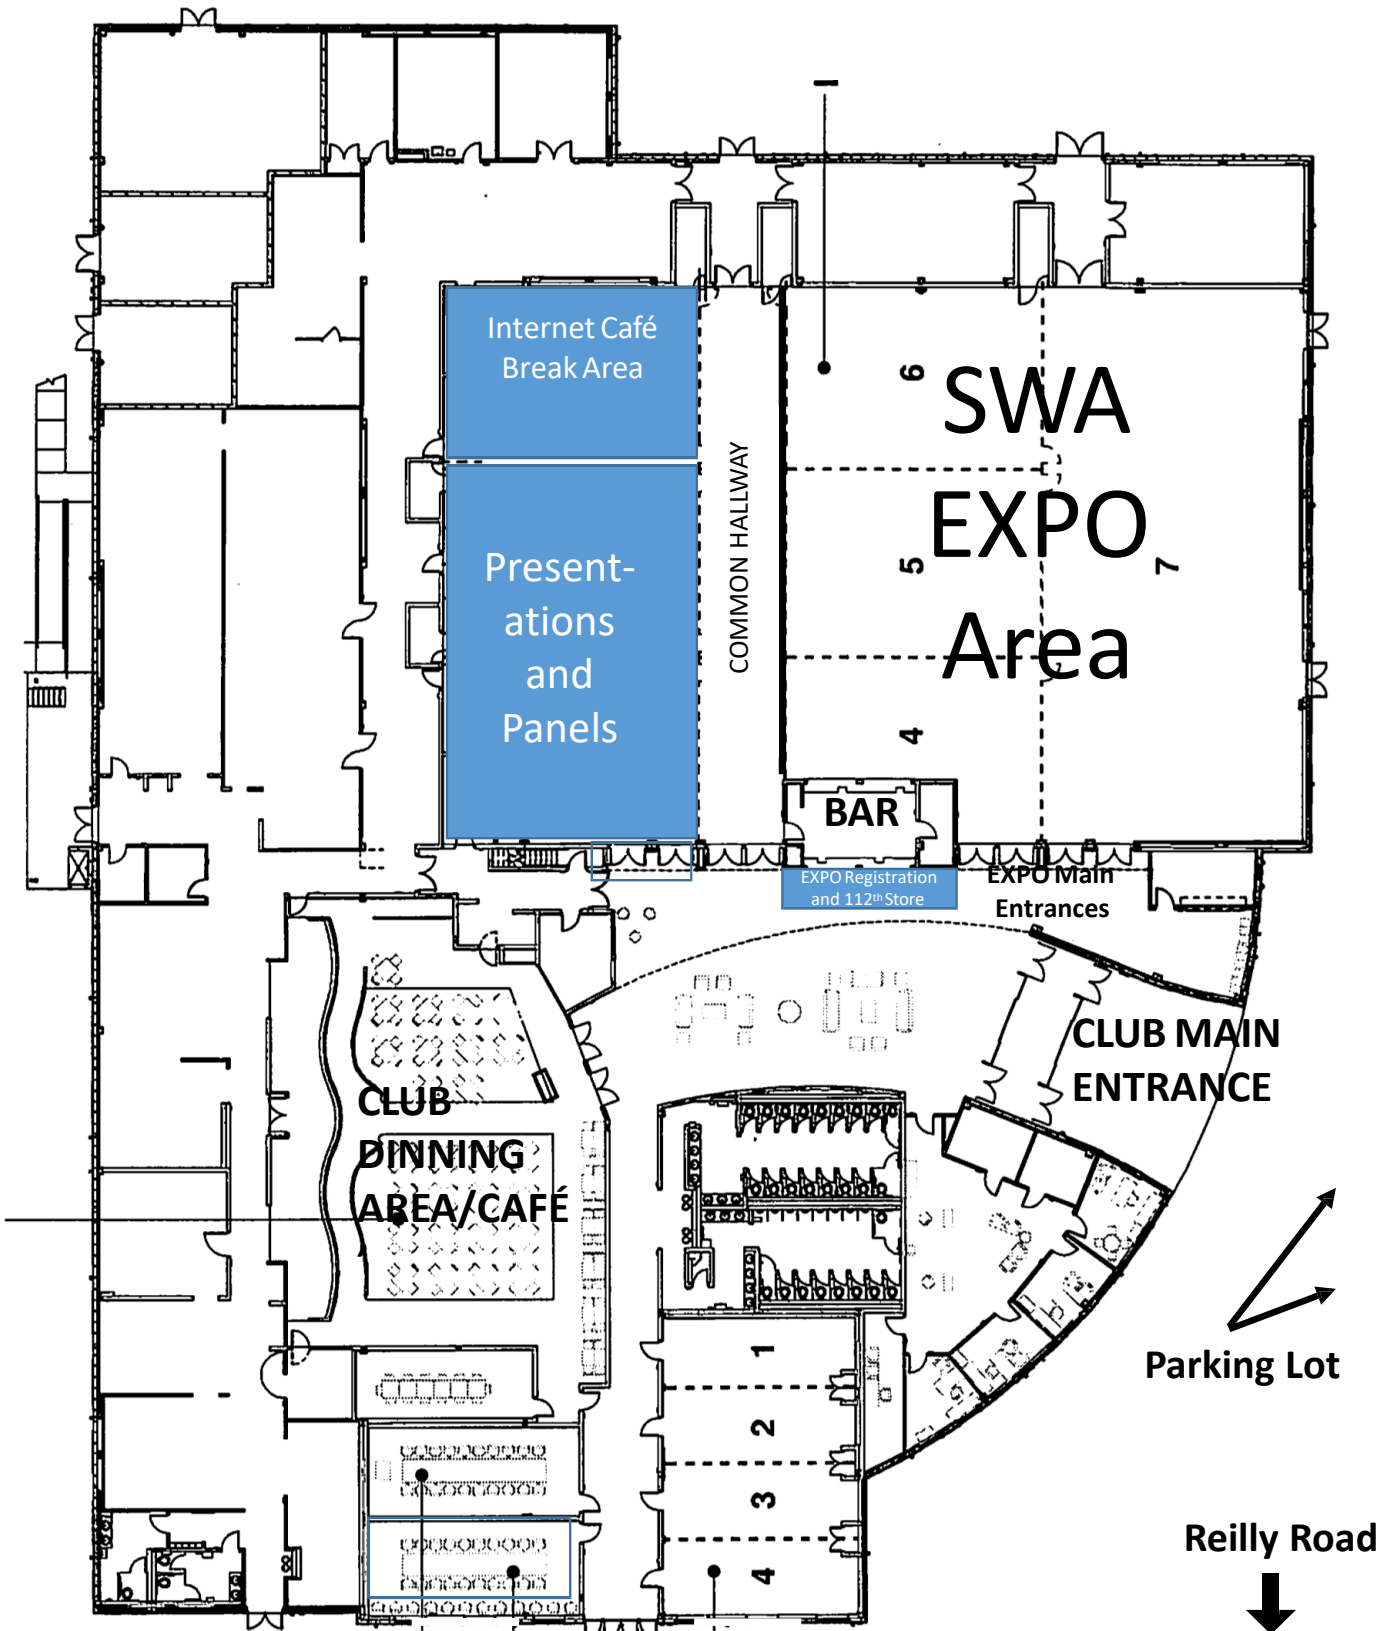 Internet Café
Break Area
6
SWA
EXPO
Area
COMMON HALLWAY
5
7
Present-
ations
and
Panels
4
BAR
EXPO Registration
and 112th Store
EXPO Main
Entrances
CLUB MAIN
ENTRANCE
CLUB
DINNING
AREA/CAFÉ
Parking Lot
1
2
3
4
Reilly Road